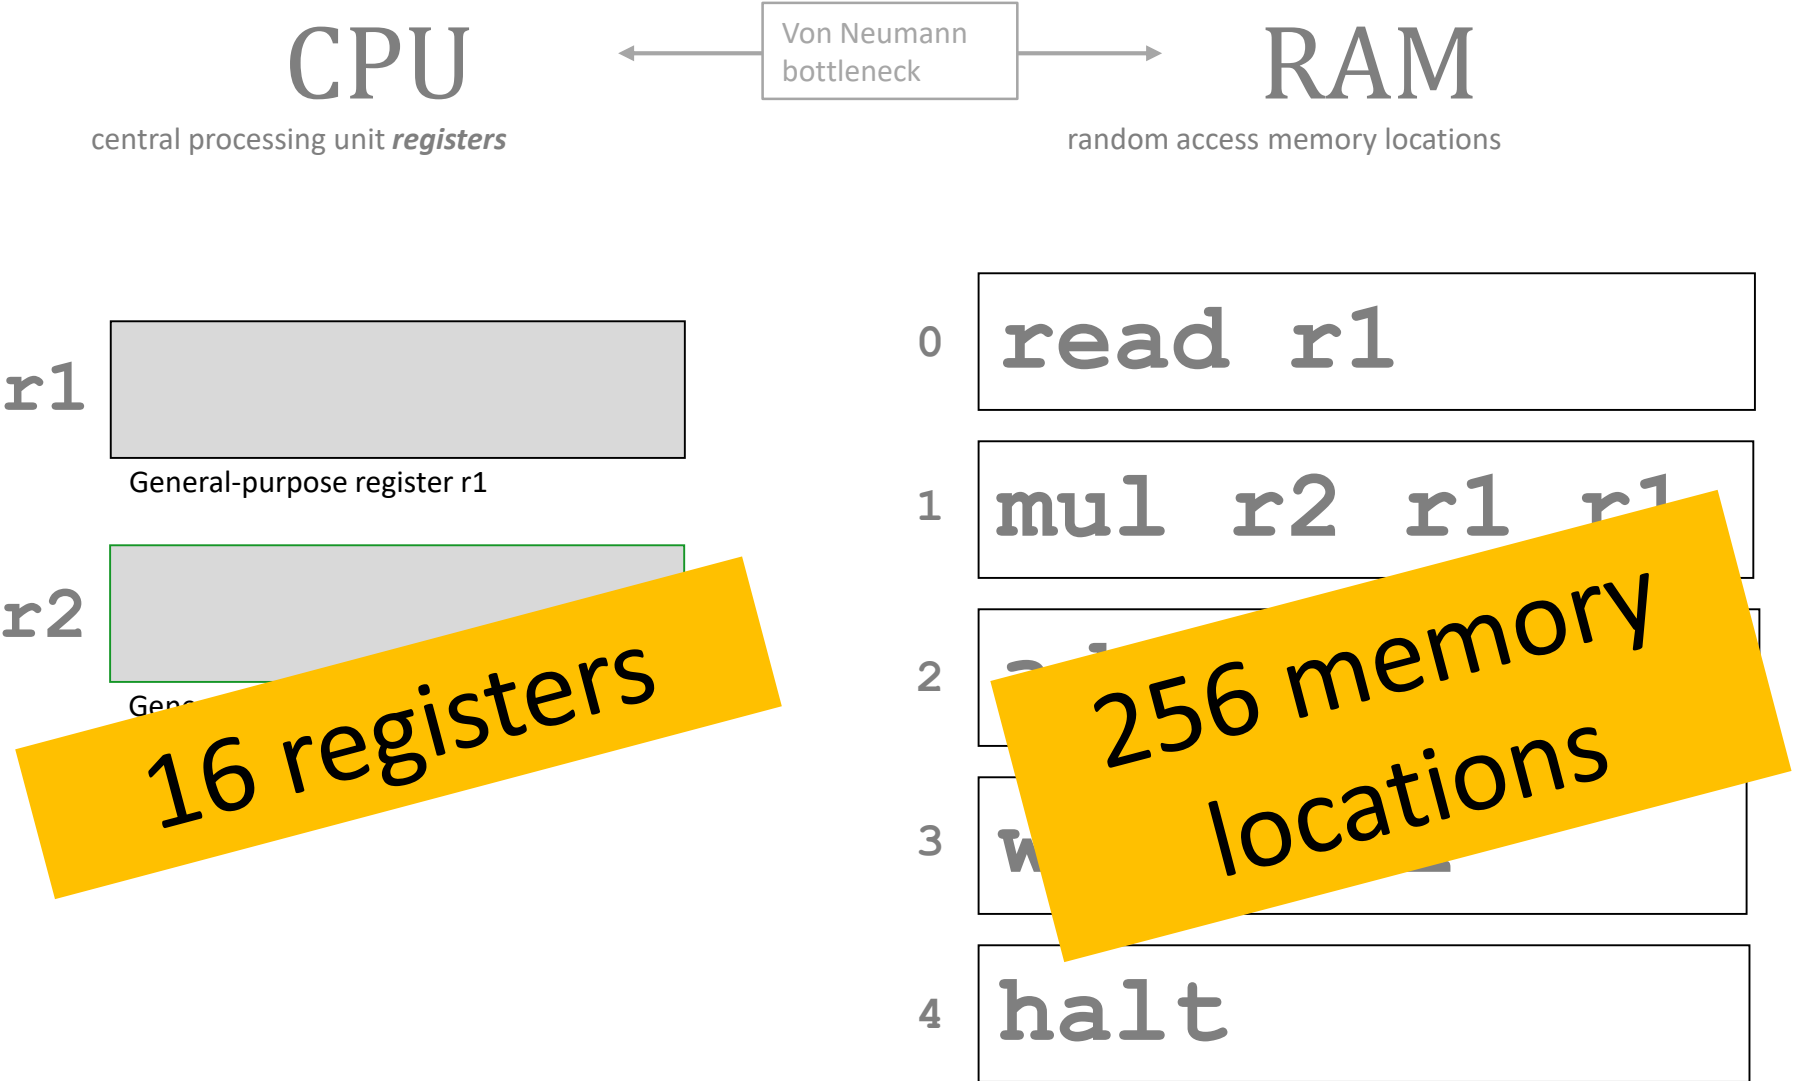 CPU
Von Neumann
bottleneck
RAM
central processing unit registers
random access memory locations
r1
General-purpose register r1
r2
16 registers
0 read r1
1 mul r2 r1 r1
2
256 memory
locations
3
4 halt